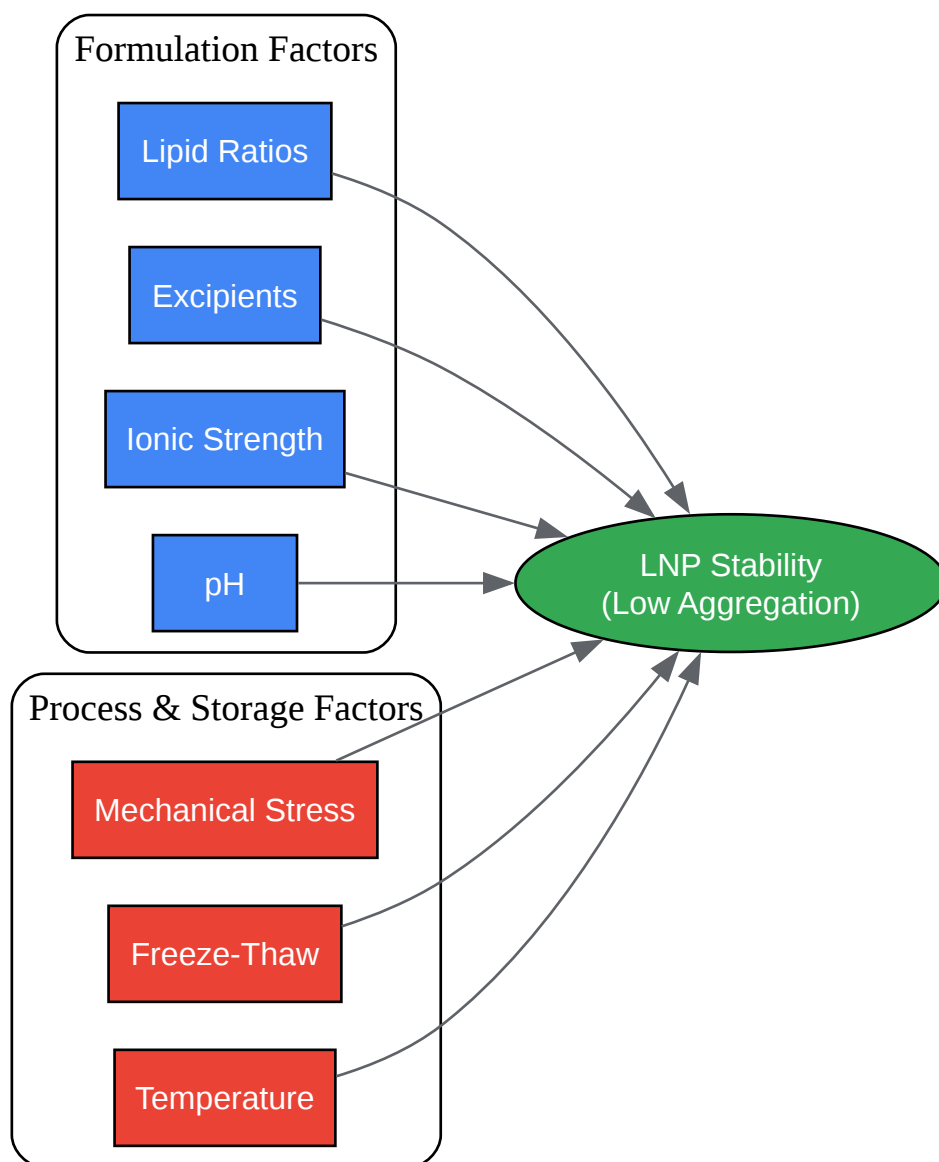 Formulation Factors
Lipid Ratios
Excipients
Ionic Strength
pH
LNP Stability
(Low Aggregation)
Process & Storage Factors
Mechanical Stress
Freeze-Thaw
Temperature